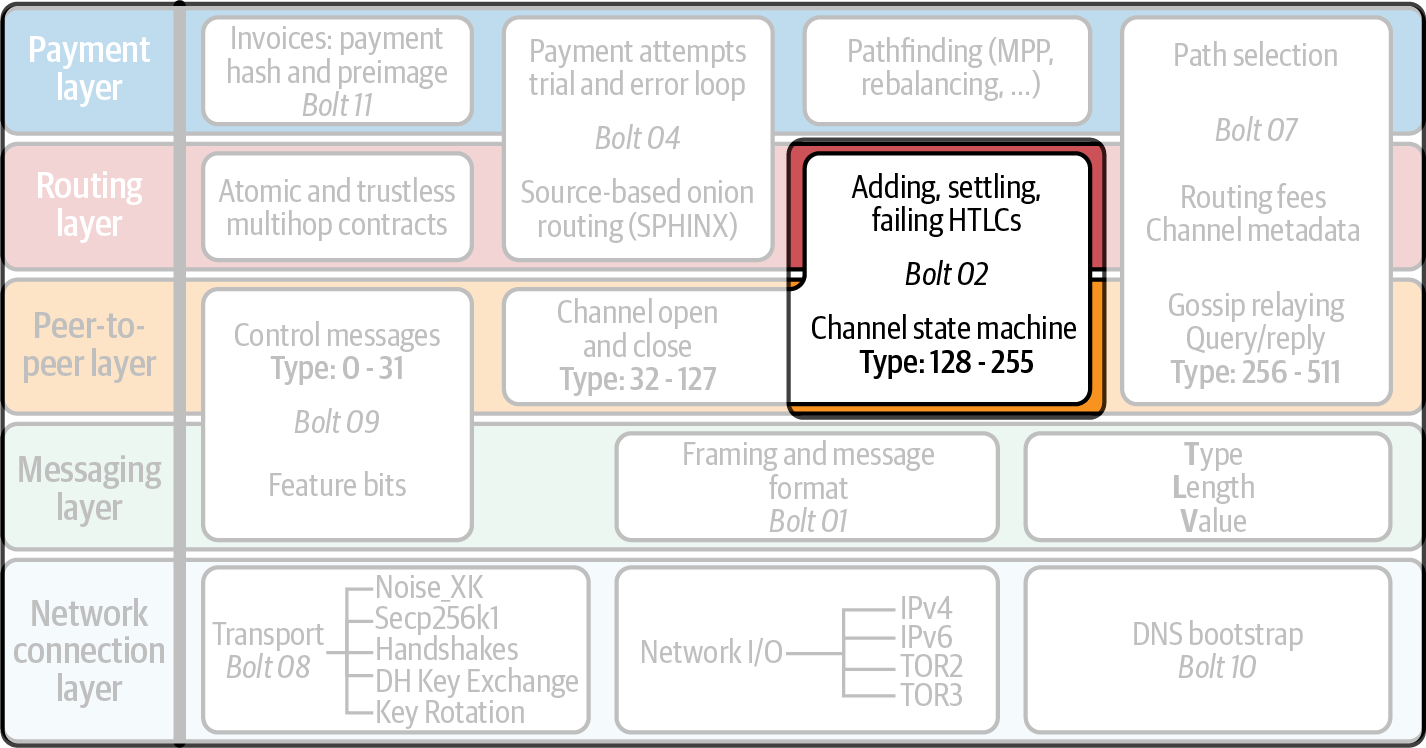 Payment
layer
Invoices: payment
hash and preimage
Bolt 11
Payment attempts
trial and error loop
Bolt 04
Source-based onion
routing (SPHINX)
Pathfinding (MPP,
rebalancing, ...)
Path selection
Bolt 07
Routing fees
Channel metadata
Gossip relaying
Query/reply
Type: 256 - 511
Routing
layer
Atomic and trustless
multihop contracts
Adding, settling,
failing HTLCs
Bolt 02
Channel state machine
Type: 128 - 255
Peer-to-
peer layer
Control messages
Type: 0 - 31
Bolt 09
Feature bits
Channel open
and close
Type: 32 - 127
Messaging
layer
Framing and message
format
Bolt 01
Type
Length
Value
Network
connection
layer
Transport
Bolt 08
Noise_XK
Secp256k1
Handshakes
DH Key Exchange
Key Rotation
Network I/O
IPv4
IPv6
TOR2
TOR3
DNS bootstrap
Bolt 10